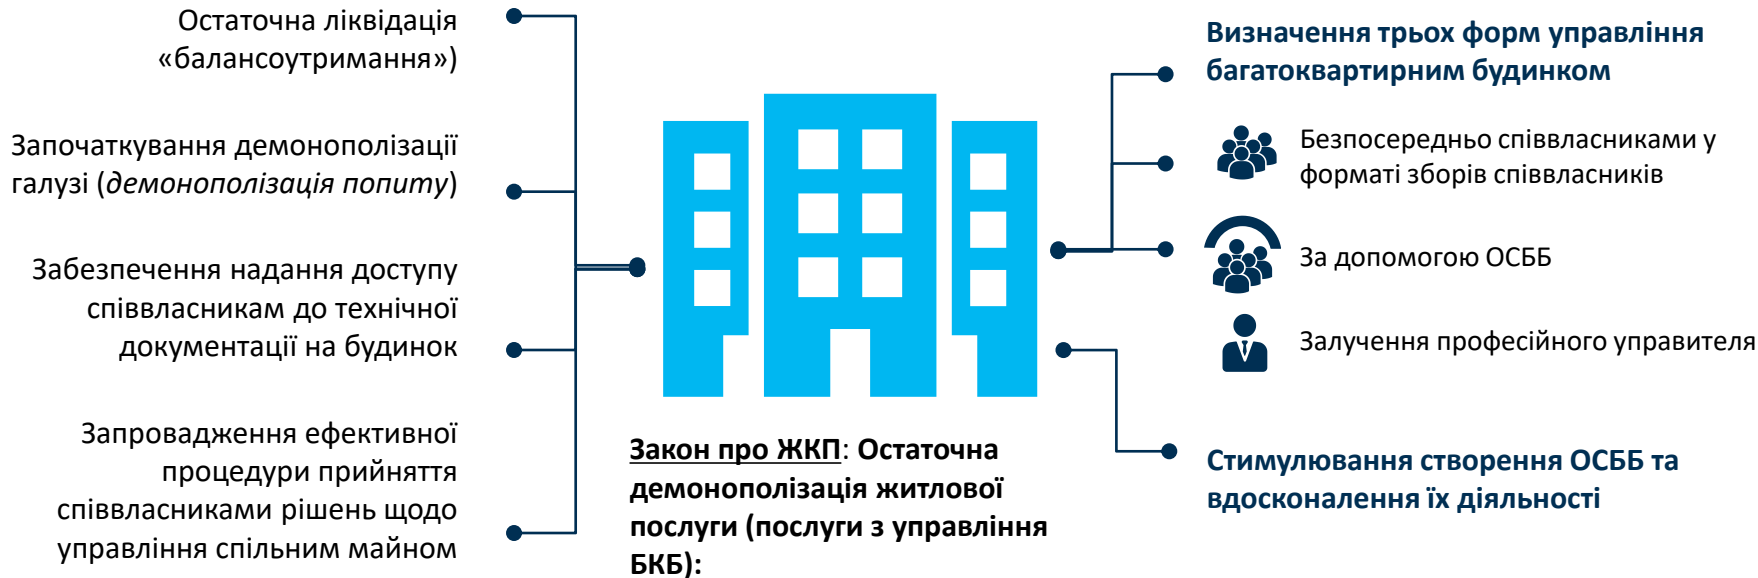 Остаточна ліквідація
«балансоутримання»)
Започаткування демонополізації
галузі (демонополізація попиту)
Забезпечення надання доступу
співвласникам до технічної
документації на будинок
Запровадження ефективної
процедури прийняття
співвласниками рішень щодо
управління спільним майном
Закон про ЖКП: Остаточна
демонополізація житлової
послуги (послуги з управління
БКБ):
Визначення трьох форм управління
багатоквартирним будинком
Безпосередньо співвласниками у
форматі зборів співвласників
За допомогою ОСББ
Залучення професійного управителя
Стимулювання створення ОСББ та
вдосконалення їх діяльності